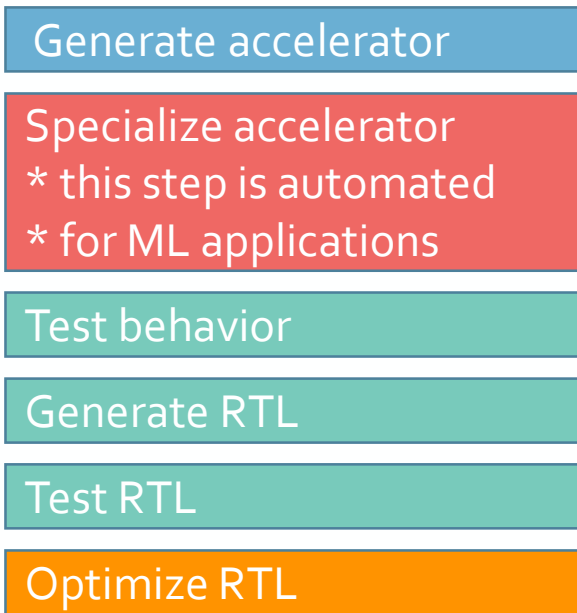 Generate accelerator
Specialize accelerator
* this step is automated
* for ML applications
Test behavior
Generate RTL
Test RTL
Optimize RTL